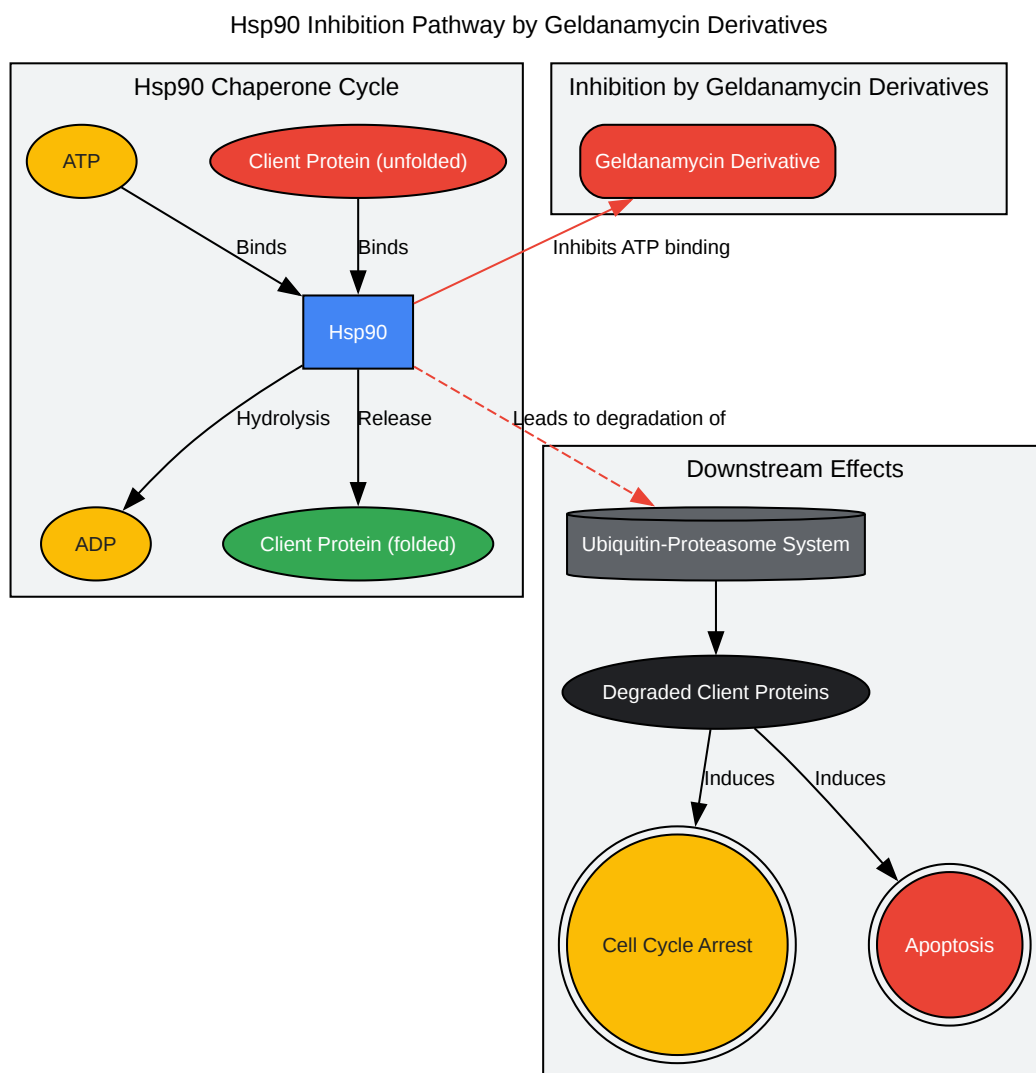 Hsp90 Inhibition Pathway by Geldanamycin Derivatives
Hsp90 Chaperone Cycle
Inhibition by Geldanamycin Derivatives
ATP
Client Protein (unfolded)
Geldanamycin Derivative
Binds
Binds
Inhibits ATP binding
Hsp90
Hydrolysis
Release
Leads to degradation of
Downstream Effects
ADP
Client Protein (folded)
Ubiquitin-Proteasome System
Degraded Client Proteins
Induces
Induces
Cell Cycle Arrest
Apoptosis